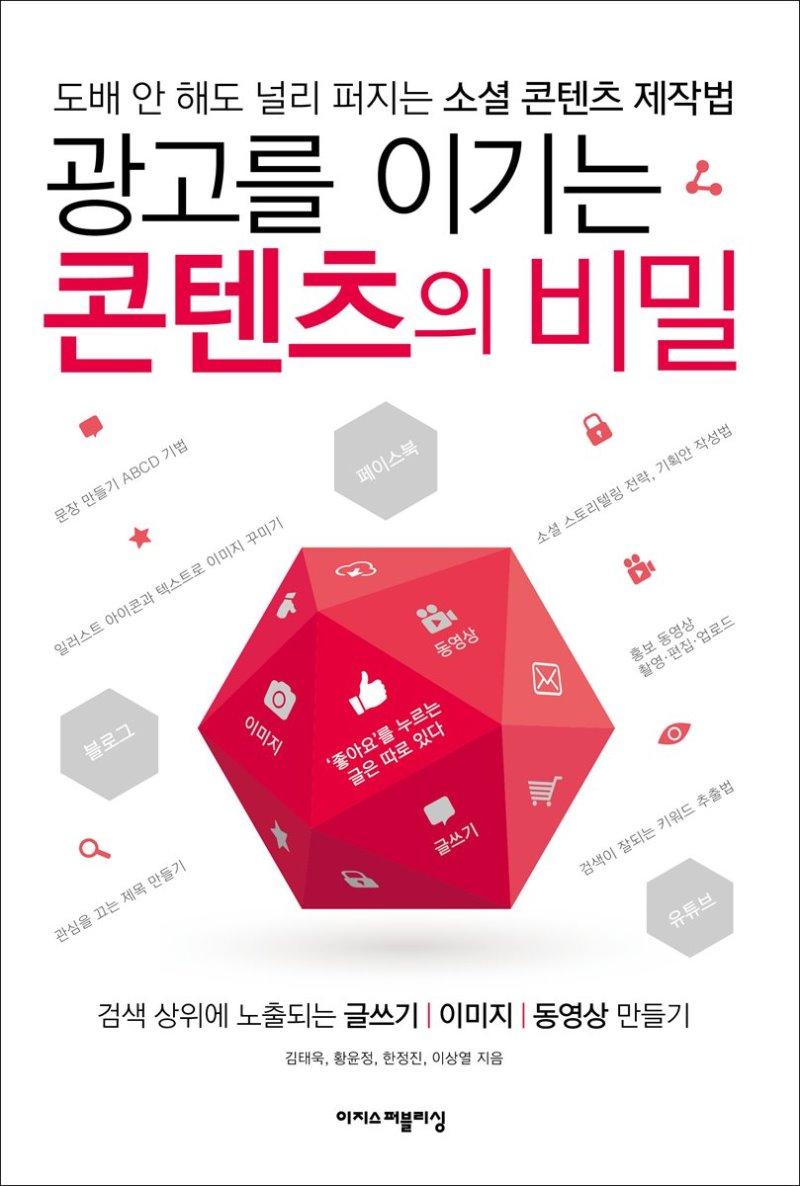 도배 안 해도 널리 퍼지는 소셜 콘텐츠 제작법
광고를 이기는
콘텐츠의 비밀
페이스북
문장 만들기 ABCD 기법
소셜 스토리텔링 전략, 기획안 작성법
일러스트 아이콘과 텍스트로 이미지 꾸미기
동영상
홍보 동영상
촬영·편집·업로드
이미지
'좋아요'를 누르는
글은 따로 있다
블로그
글쓰기
검색이 잘되는 키워드 추출법
관심을 끄는 제목 만들기
유튜브
검색 상위에 노출되는 글쓰기 | 이미지 | 동영상 만들기
김태욱, 황윤정, 한정진, 이상열 지음
이지스퍼블리싱